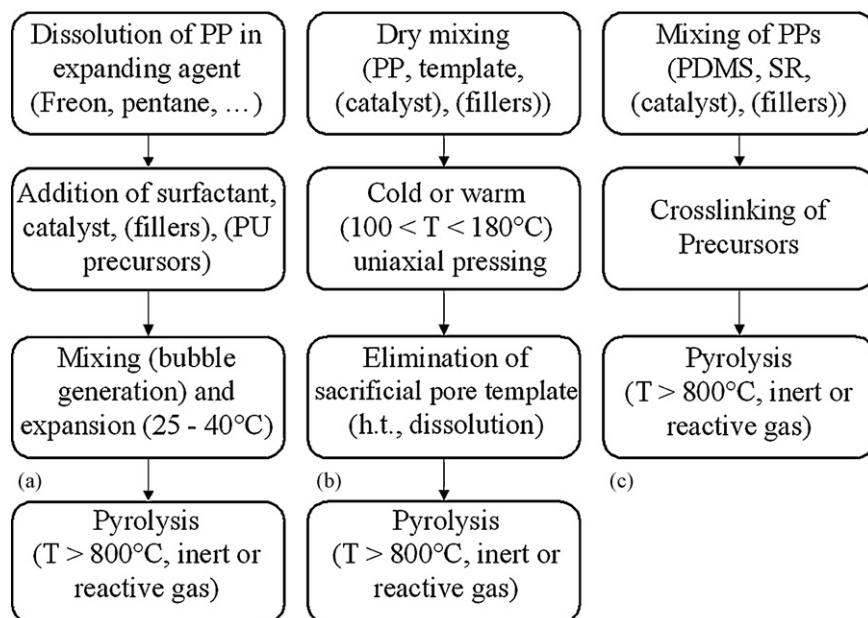 Dissolution of PP in
expanding agent
(Freon, pentane, …)
Addition of surfactant,
catalyst, (fillers), (PU
precursors)
Mixing (bubble
generation) and
expansion (25 - 40°C)
(a)
Pyrolysis
(T > 800°C, inert or
reactive gas)
Dry mixing
(PP, template,
(catalyst), (fillers))
Cold or warm
(100 < T < 180°C)
uniaxial pressing
Elimination of
sacrificial pore template
(h.t., dissolution)
(b)
Pyrolysis
(T > 800°C, inert or
reactive gas)
Mixing of PPs
(PDMS, SR,
(catalyst), (fillers))
Crosslinking of
Precursors
Pyrolysis
(T > 800°C, inert or
reactive gas)
(c)